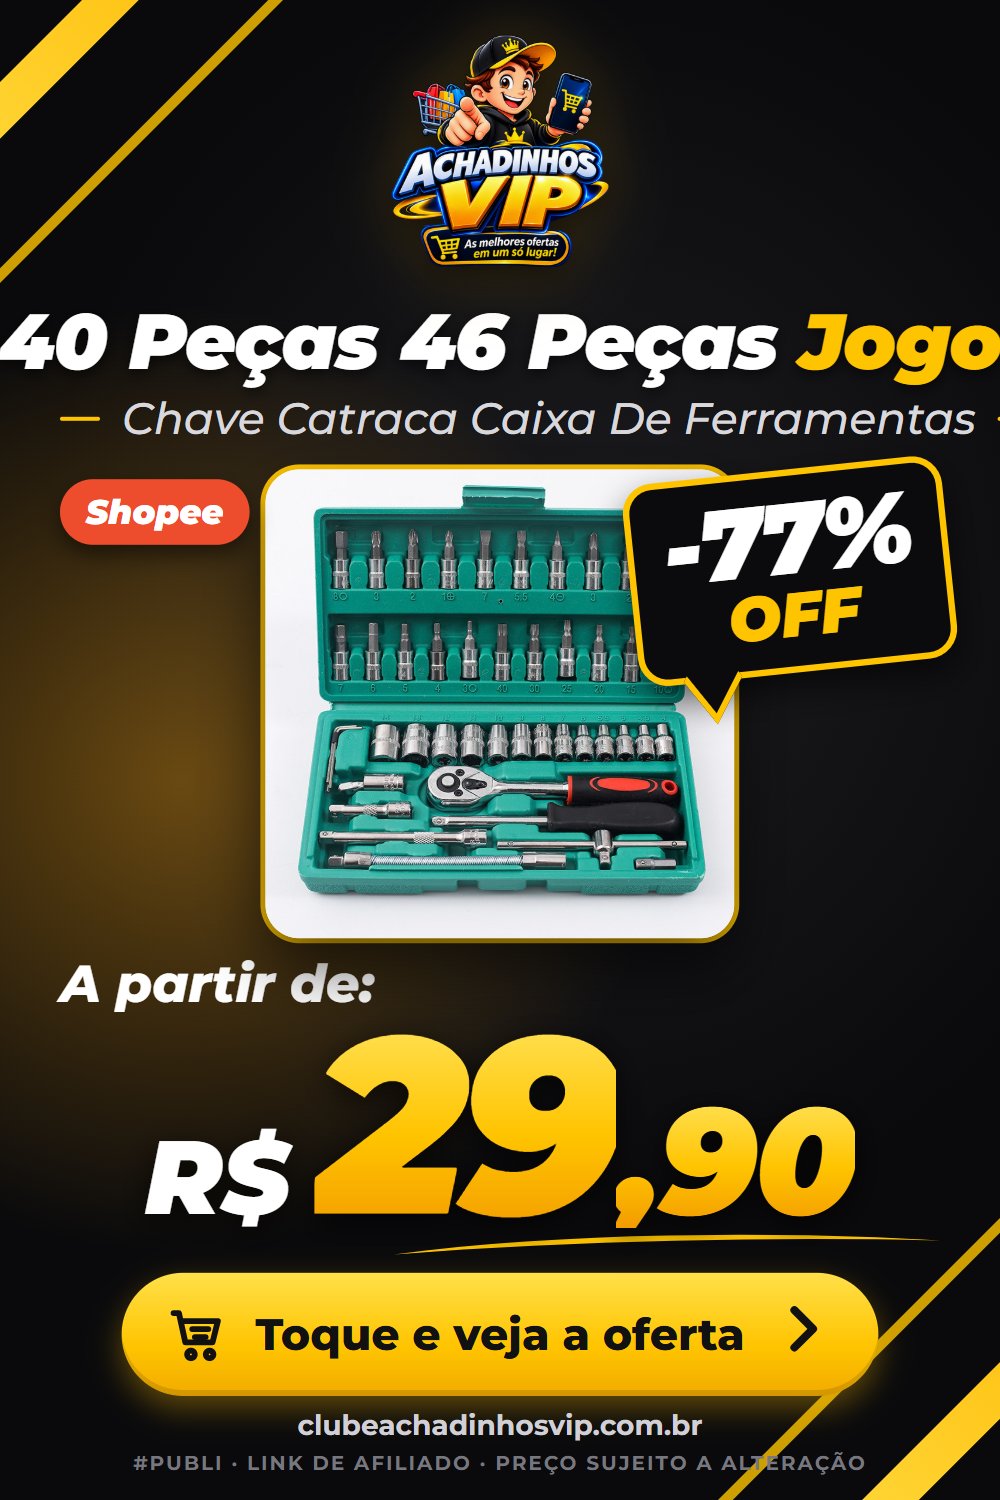 ACHADINHOS
VIP
As melhores ofertas
em um só lugar!
40 Peças 46 Peças Jogo
Chave Catraca Caixa De Ferramentas
Shopee
-77%
OFF
A partir de:
R$ 29,90
Toque e veja a oferta
clubeachadinhosvip.com.br
#PUBLI · LINK DE AFILIADO · PREÇO SUJEITO A ALTERAÇÃO